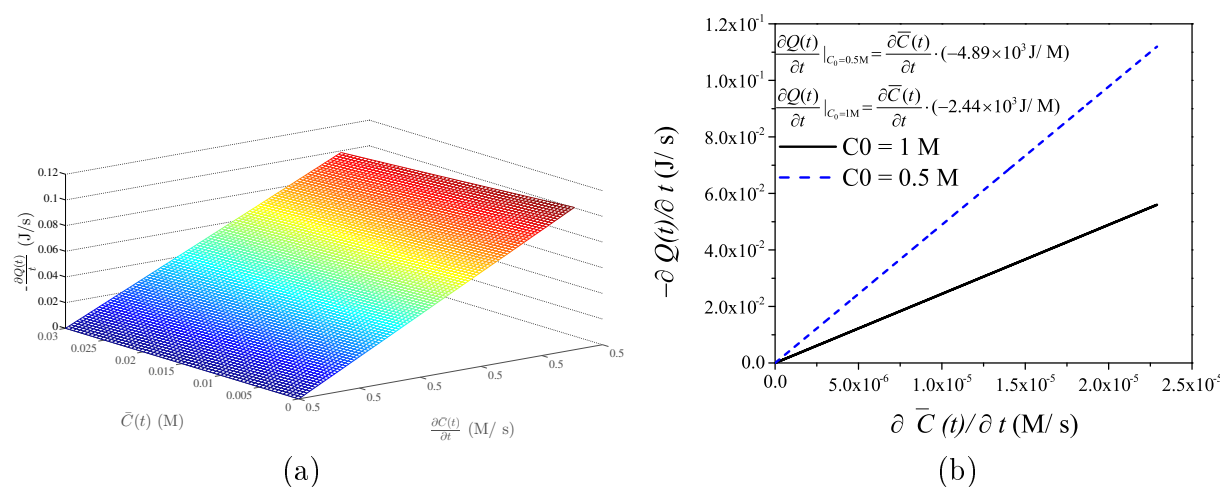 0.12
0.1
0.08
0.06
0.04
0.02
0
-∂Q(t)/t (J/s)
0.03
0.025
0.02
0.015
0.01
0.005
0
0.5
0.5
0.5
0.5
0.5
0.5
C̄(t) (M)
∂C̄(t)/∂t (M/ s)
(a)
1.2x10⁻¹
1.0x10⁻¹
8.0x10⁻²
6.0x10⁻²
4.0x10⁻²
2.0x10⁻²
0.0
−∂ Q(t)/∂ t (J/ s)
∂Q(t)/∂t |C₀=0.5M = ∂C̄(t)/∂t · (−4.89×10³ J/ M)
∂Q(t)/∂t |C₀=1M = ∂C̄(t)/∂t · (−2.44×10³ J/ M)
C0 = 1 M
C0 = 0.5 M
0.0
5.0x10⁻⁶
1.0x10⁻⁵
1.5x10⁻⁵
2.0x10⁻⁵
2.5x10⁻⁵
∂ C̄ (t)/∂ t (M/ s)
(b)